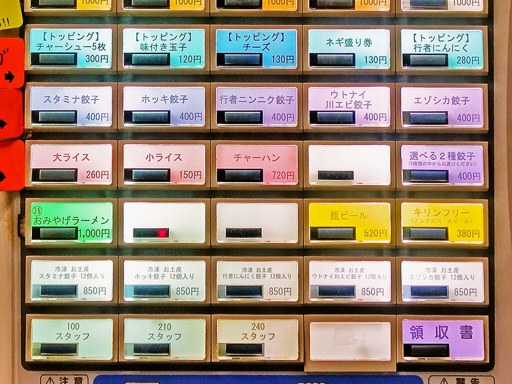 1000円 1000円 1000円 1000円
【トッピング】 【トッピング】 【トッピング】 ネギ盛り券 【トッピング】
チャーシュー5枚 味付き玉子 チーズ 行者にんにく
300円 120円 130円 130円 280円
スタミナ餃子 ホッキ餃子 行者ニンニク餃子 ウトナイ エゾシカ餃子
川エビ餃子
400円 400円 400円 400円 400円
大ライス 小ライス チャーハン 選べる2種餃子
260円 150円 720円 400円
おみやげラーメン 瓶ビール キリンフリー
1,000円 520円 (ノンアルコールビール)
380円
冷凍 お土産 冷凍 お土産 冷凍 お土産 冷凍 お土産 冷凍 お土産
スタミナ餃子 12個入り ホッキ餃子 12個入り 行者にんにく餃子 12個入り ウトナイ川エビ餃子 12個入り エゾシカ餃子 12個入り
850円 850円 850円 850円 850円
100 210 240 領収書
スタッフ スタッフ スタッフ
注意 警告